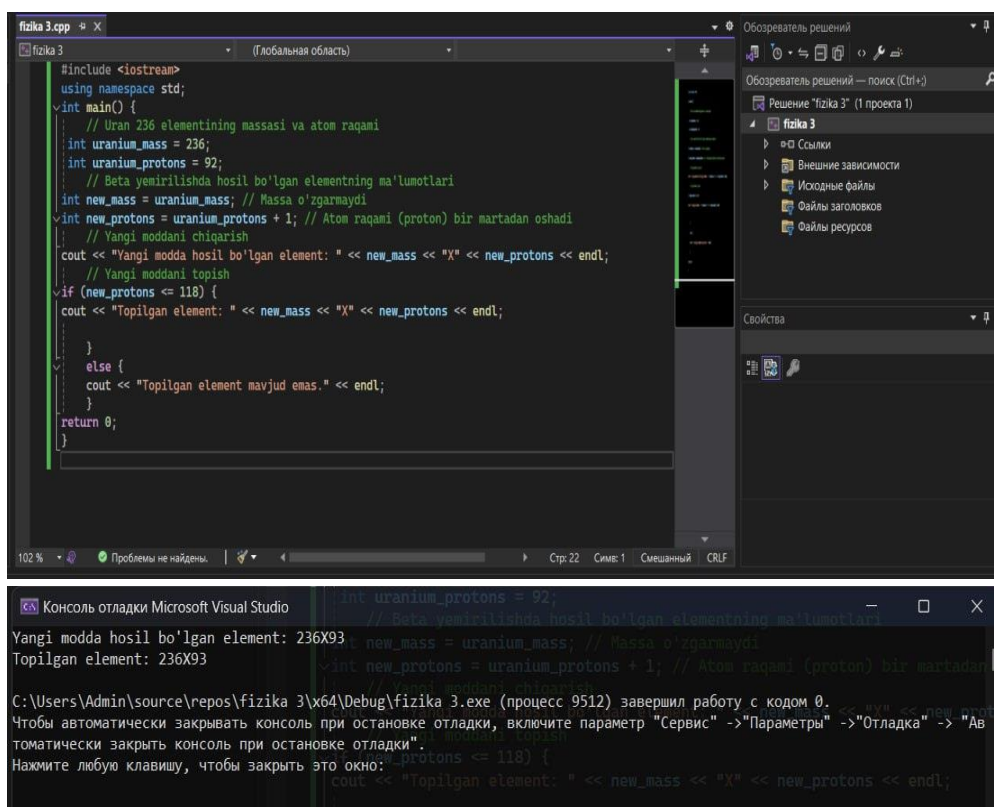 fizika 3.cpp
fizika 3
(Глобальная область)
#include <iostream>
using namespace std;
int main() {
// Uran 236 elementining massasi va atom raqami
int uranium_mass = 236;
int uranium_protons = 92;
// Beta yemirilishda hosil bo'lgan elementning ma'lumotlari
int new_mass = uranium_mass; // Massa o'zgarmaydi
int new_protons = uranium_protons + 1; // Atom raqami (proton) bir martadan oshadi
// Yangi moddani chiqarish
cout << "Yangi modda hosil bo'lgan element: " << new_mass << "X" << new_protons << endl;
// Yangi moddani topish
if (new_protons <= 118) {
cout << "Topilgan element: " << new_mass << "X" << new_protons << endl;
}
else {
cout << "Topilgan element mavjud emas." << endl;
}
return 0;
}
102 %
Проблемы не найдены.
Стр: 22 Симв: 1 Смешанный CRLF
Обозреватель решений
Обозреватель решений — поиск (Ctrl+;)
Решение "fizika 3" (1 проекта 1)
fizika 3
Ссылки
Внешние зависимости
Исходные файлы
Файлы заголовков
Файлы ресурсов
Свойства
Консоль отладки Microsoft Visual Studio
Yangi modda hosil bo'lgan element: 236X93
Topilgan element: 236X93
C:\Users\Admin\source\repos\fizika 3\x64\Debug\fizika 3.exe (процесс 9512) завершил работу с кодом 0.
Чтобы автоматически закрывать консоль при остановке отладки, включите параметр "Сервис" ->"Параметры" ->"Отладка" -> "Ав
томатически закрыть консоль при остановке отладки".
Нажмите любую клавишу, чтобы закрыть это окно: